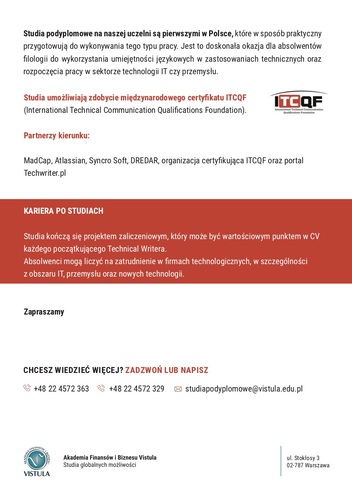 Studia podyplomowe na naszej uczelni są pierwszymi w Polsce, które w sposób praktyczny
przygotowują do wykonywania tego typu pracy. Jest to doskonała okazja dla absolwentów
filologii do wykorzystania umiejętności językowych w zastosowaniach technicznych oraz
rozpoczęcia pracy w sektorze technologii IT czy przemysłu.
Studia umożliwiają zdobycie międzynarodowego certyfikatu ITCQF
(International Technical Communication Qualifications Foundation).
ITCQF
International Technical Communication
Qualifications Foundation
Partnerzy kierunku:
MadCap, Atlassian, Syncro Soft, DREDAR, organizacja certyfikująca ITCQF oraz portal
Techwriter.pl
KARIERA PO STUDIACH
Studia kończą się projektem zaliczeniowym, który może być wartościowym punktem w CV
każdego początkującego Technical Writera.
Absolwenci mogą liczyć na zatrudnienie w firmach technologicznych, w szczególności
z obszaru IT, przemysłu oraz nowych technologii.
Zapraszamy
CHCESZ WIEDZIEĆ WIĘCEJ? ZADZWOŃ LUB NAPISZ
+48 22 4572 363 +48 22 4572 329 studiapodyplomowe@vistula.edu.pl
VISTULA
Akademia Finansów i Biznesu Vistula
Studia globalnych możliwości
ul. Stokłosy 3
02-787 Warszawa